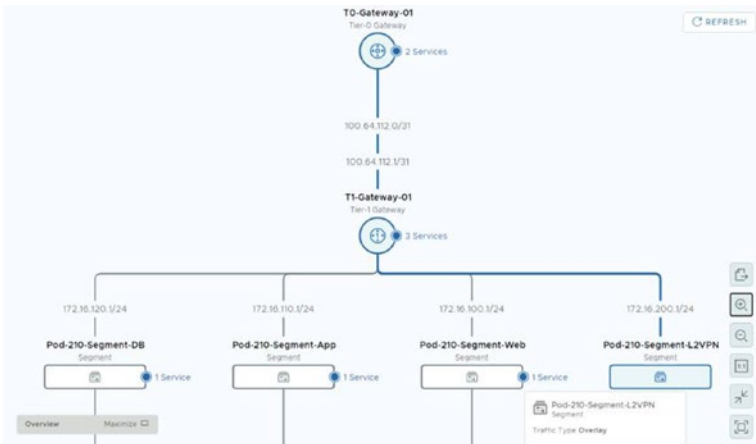 T0-Gateway-01
Tier-0 Gateway
REFRESH
2 Services
100.64.112.0/31
100.64.112.1/31
T1-Gateway-01
Tier-1 Gateway
3 Services
172.16.120.1/24
172.16.110.1/24
172.16.100.1/24
172.16.200.1/24
Pod-210-Segment-DB
Segment
Pod-210-Segment-App
Segment
Pod-210-Segment-Web
Segment
Pod-210-Segment-L2VPN
Segment
1 Service
1 Service
1 Service
1:1
Pod-210-Segment-L2VPN
Segment
Traffic Type Overlay
Overview
Maximize